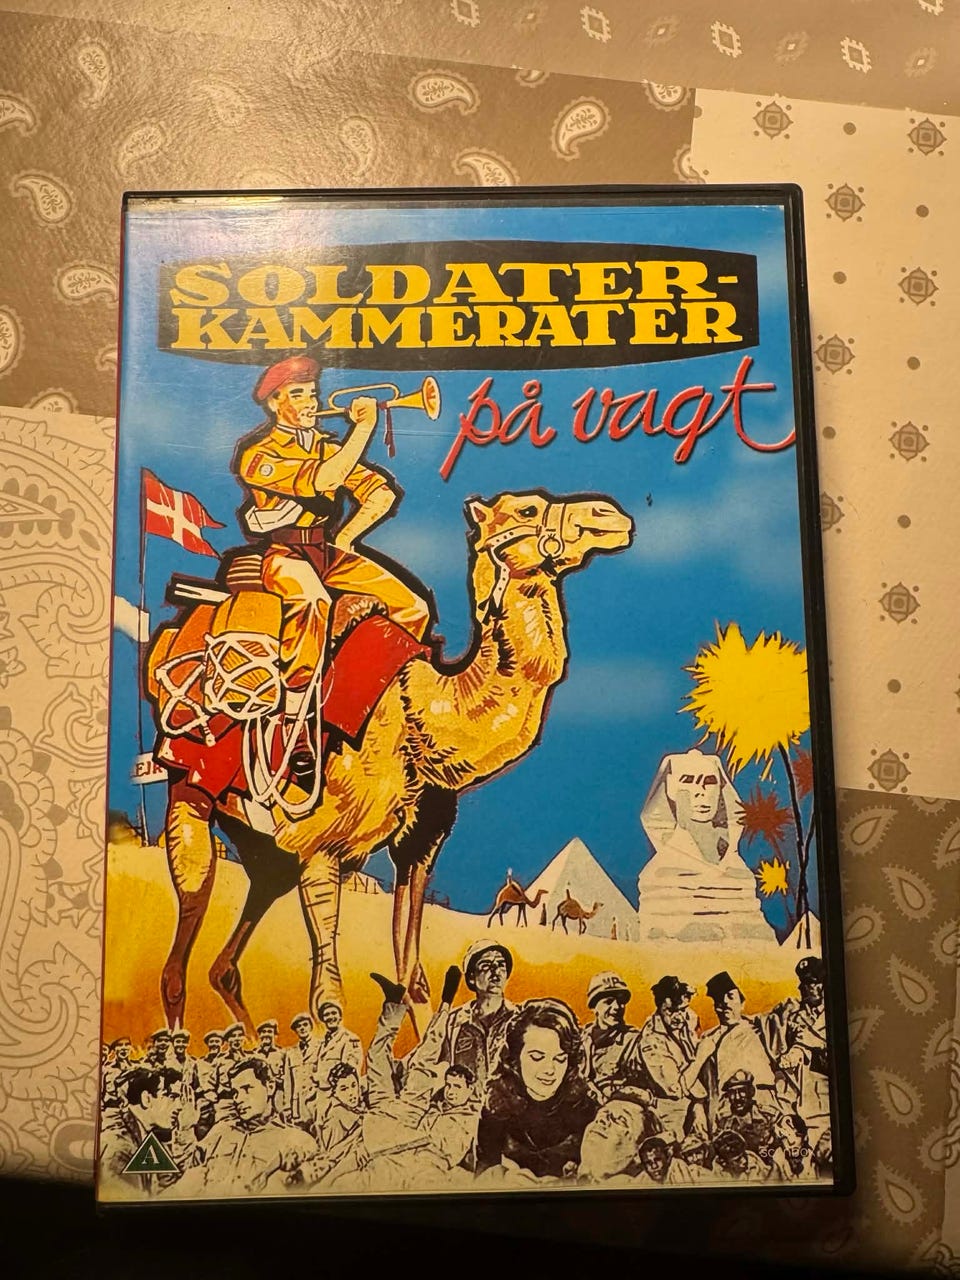 SOLDATER-
KAMMERATER
på vagt
A